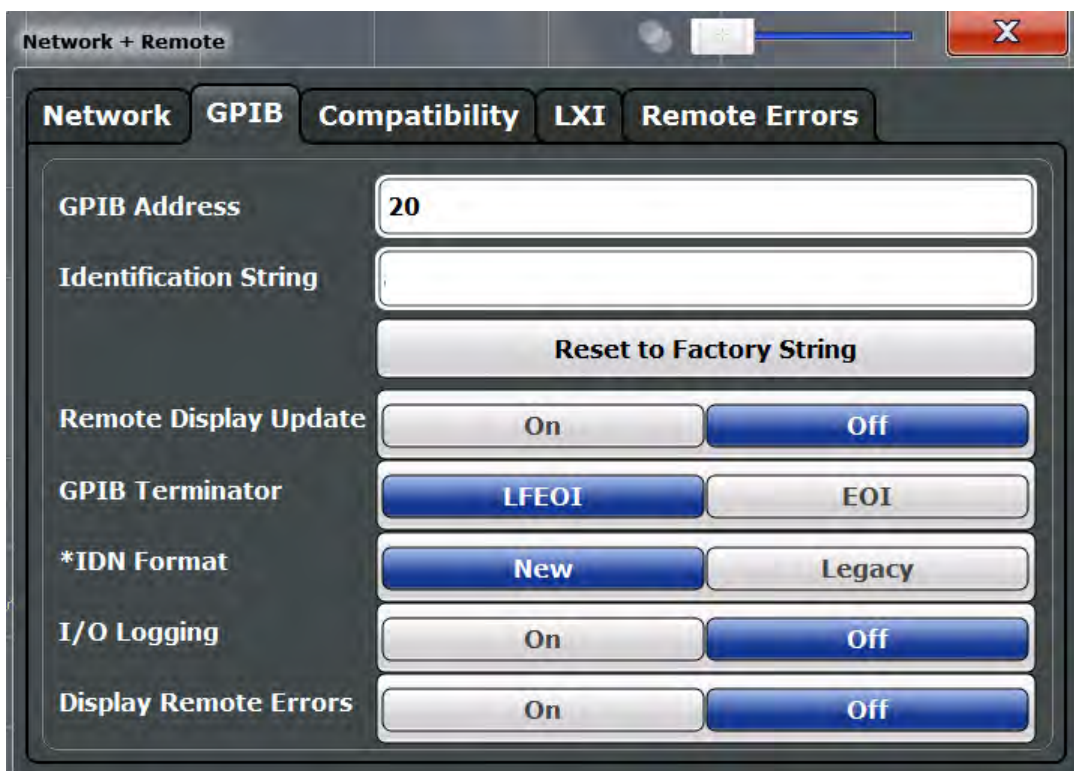 Network + Remote X
Network GPIB Compatibility LXI Remote Errors
GPIB Address 20
Identification String
Reset to Factory String
Remote Display Update On Off
GPIB Terminator LFEOI EOI
*IDN Format New Legacy
I/O Logging On Off
Display Remote Errors On Off